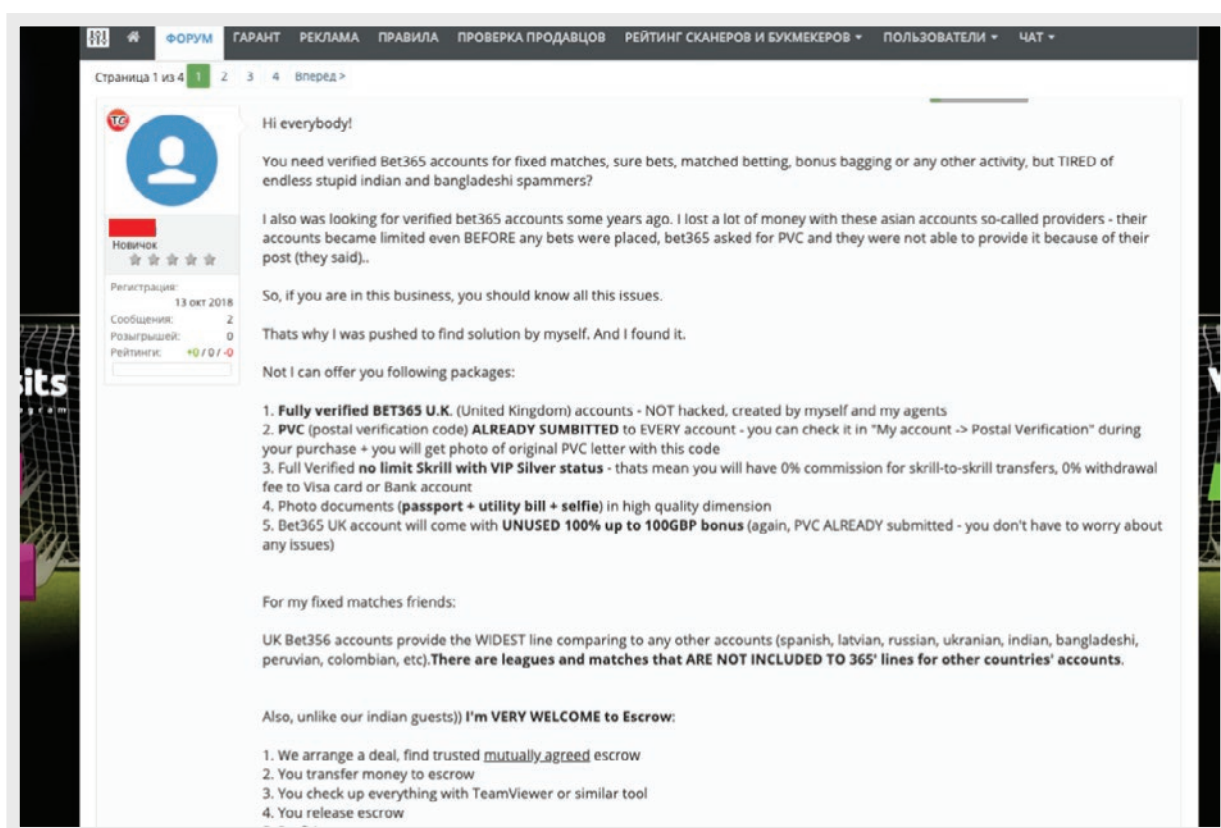 ФОРУМ ГАРАНТ РЕКЛАМА ПРАВИЛА ПРОВЕРКА ПРОДАВЦОВ РЕЙТИНГ СКАНЕРОВ И БУКМЕКЕРОВ ПОЛЬЗОВАТЕЛИ ЧАТ
Страница 1 из 4 1 2 3 4 Вперёд >
TC
Новичок
Регистрация:
13 окт 2018
Сообщения: 2
Розыгрышей: 0
Рейтинги: +0 / 0 / -0
Hi everybody!
You need verified Bet365 accounts for fixed matches, sure bets, matched betting, bonus bagging or any other activity, but TIRED of
endless stupid indian and bangladeshi spammers?
I also was looking for verified bet365 accounts some years ago. I lost a lot of money with these asian accounts so-called providers - their
accounts became limited even BEFORE any bets were placed, bet365 asked for PVC and they were not able to provide it because of their
post (they said)..
So, if you are in this business, you should know all this issues.
Thats why I was pushed to find solution by myself. And I found it.
Not I can offer you following packages:
1. Fully verified BET365 U.K. (United Kingdom) accounts - NOT hacked, created by myself and my agents
2. PVC (postal verification code) ALREADY SUMBITTED to EVERY account - you can check it in "My account -> Postal Verification" during
your purchase + you will get photo of original PVC letter with this code
3. Full Verified no limit Skrill with VIP Silver status - thats mean you will have 0% commission for skrill-to-skrill transfers, 0% withdrawal
fee to Visa card or Bank account
4. Photo documents (passport + utility bill + selfie) in high quality dimension
5. Bet365 UK account will come with UNUSED 100% up to 100GBP bonus (again, PVC ALREADY submitted - you don't have to worry about
any issues)
For my fixed matches friends:
UK Bet356 accounts provide the WIDEST line comparing to any other accounts (spanish, latvian, russian, ukranian, indian, bangladeshi,
peruvian, colombian, etc).There are leagues and matches that ARE NOT INCLUDED TO 365' lines for other countries' accounts.
Also, unlike our indian guests)) I'm VERY WELCOME to Escrow:
1. We arrange a deal, find trusted mutually agreed escrow
2. You transfer money to escrow
3. You check up everything with TeamViewer or similar tool
4. You release escrow